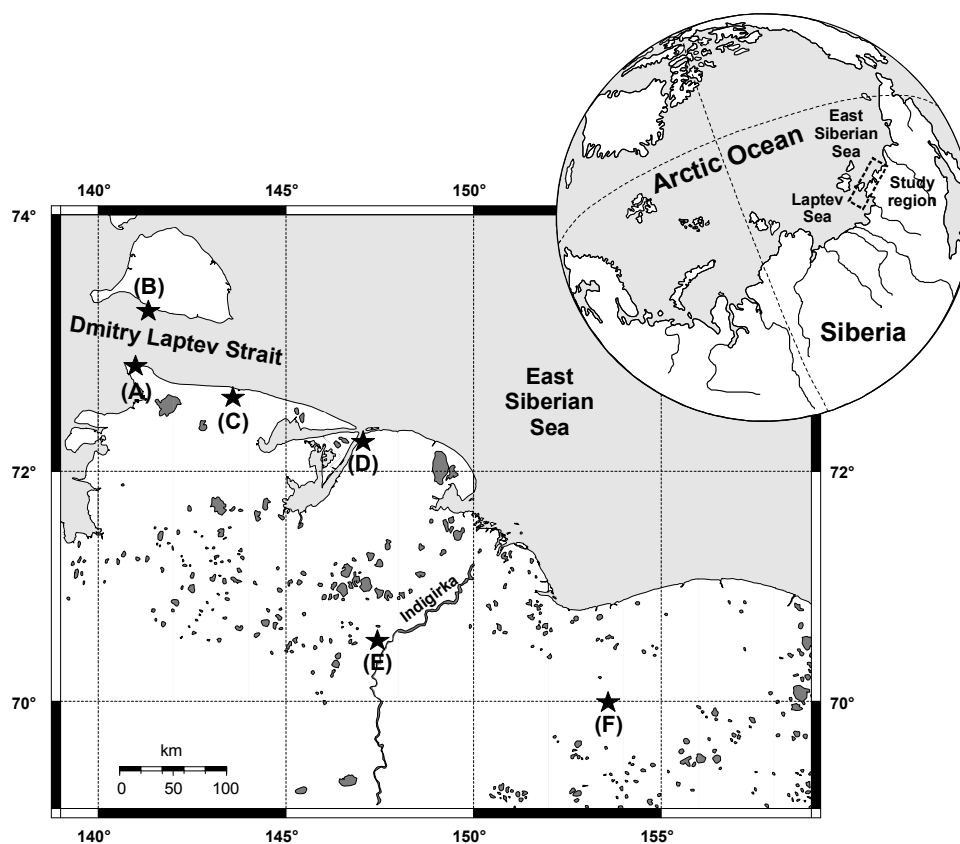 East
Siberian
Sea
Arctic Ocean
Study
region
Laptev
Sea
Siberia
140°
145°
150°
74°
(B)
Dmitry Laptev Strait
(A)
(C)
East
Siberian
Sea
(D)
72°
72°
Indigirka
(E)
70°
70°
(F)
km
0
50
100
140°
145°
150°
155°